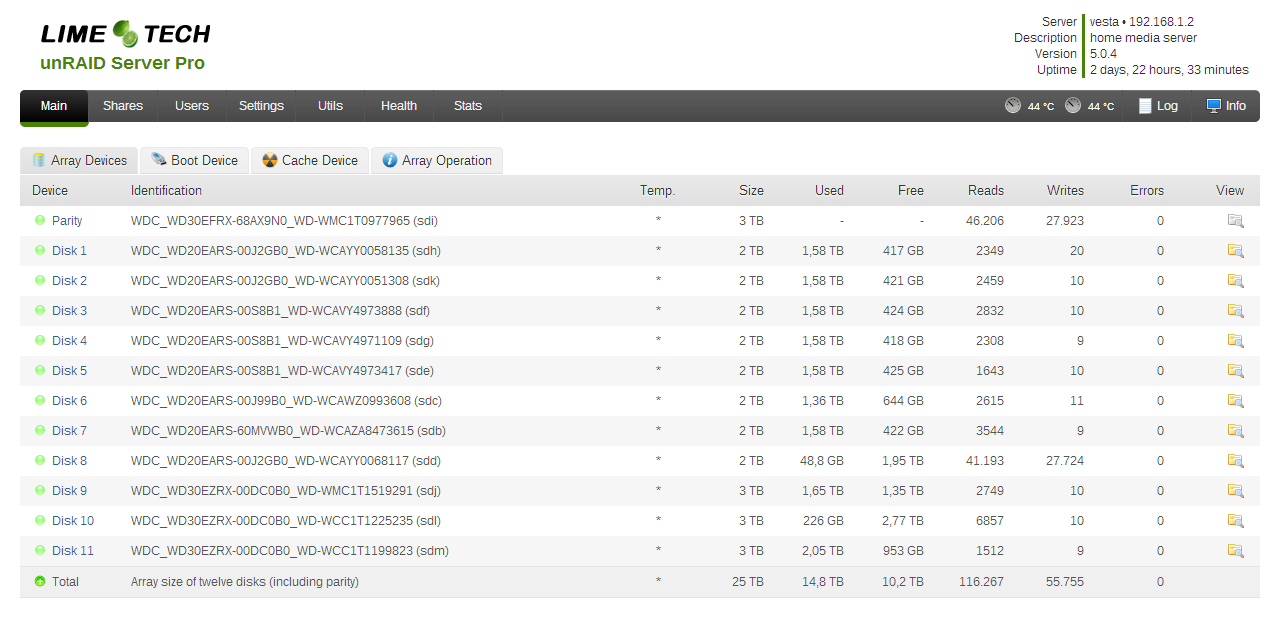 LIME TECH
unRAID Server Pro
Server vesta • 192.168.1.2
Description home media server
Version 5.0.4
Uptime 2 days, 22 hours, 33 minutes
Main Shares Users Settings Utils Health Stats 44 °C 44 °C Log Info
Array Devices Boot Device Cache Device Array Operation
Device Identification Temp. Size Used Free Reads Writes Errors View
Parity WDC_WD30EFRX-68AX9N0_WD-WMC1T0977965 (sdi) * 3 TB - - 46.206 27.923 0
Disk 1 WDC_WD20EARS-00J2GB0_WD-WCAYY0058135 (sdh) * 2 TB 1,58 TB 417 GB 2349 20 0
Disk 2 WDC_WD20EARS-00J2GB0_WD-WCAYY0051308 (sdk) * 2 TB 1,58 TB 421 GB 2459 10 0
Disk 3 WDC_WD20EARS-00S8B1_WD-WCAVY4973888 (sdf) * 2 TB 1,58 TB 424 GB 2832 10 0
Disk 4 WDC_WD20EARS-00S8B1_WD-WCAVY4971109 (sdg) * 2 TB 1,58 TB 418 GB 2308 9 0
Disk 5 WDC_WD20EARS-00S8B1_WD-WCAVY4973417 (sde) * 2 TB 1,58 TB 425 GB 1643 10 0
Disk 6 WDC_WD20EARS-00J99B0_WD-WCAWZ0993608 (sdc) * 2 TB 1,36 TB 644 GB 2615 11 0
Disk 7 WDC_WD20EARS-60MVWB0_WD-WCAZA8473615 (sdb) * 2 TB 1,58 TB 422 GB 3544 9 0
Disk 8 WDC_WD20EARS-00J2GB0_WD-WCAYY0068117 (sdd) * 2 TB 48,8 GB 1,95 TB 41.193 27.724 0
Disk 9 WDC_WD30EZRX-00DC0B0_WD-WMC1T1519291 (sdj) * 3 TB 1,65 TB 1,35 TB 2749 10 0
Disk 10 WDC_WD30EZRX-00DC0B0_WD-WCC1T1225235 (sdl) * 3 TB 226 GB 2,77 TB 6857 10 0
Disk 11 WDC_WD30EZRX-00DC0B0_WD-WCC1T1199823 (sdm) * 3 TB 2,05 TB 953 GB 1512 9 0
Total Array size of twelve disks (including parity) * 25 TB 14,8 TB 10,2 TB 116.267 55.755 0